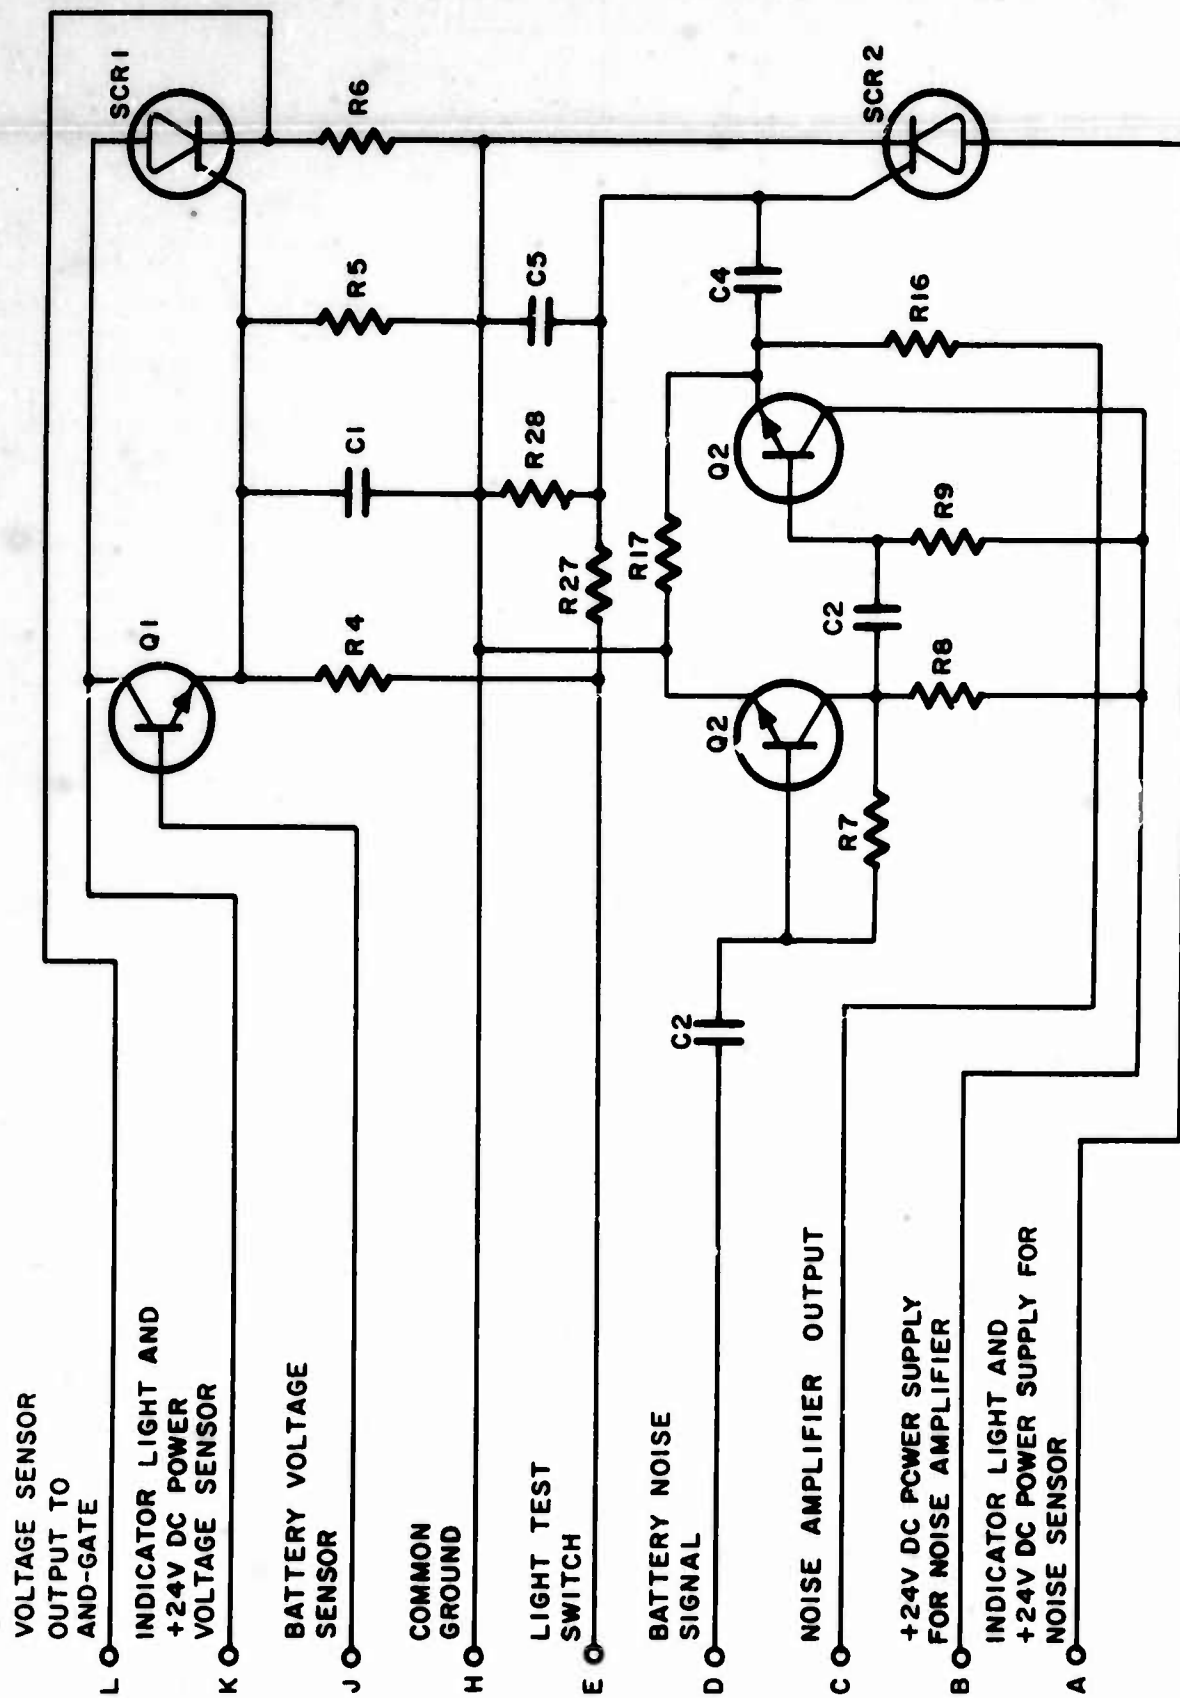 VOLTAGE SENSOR
OUTPUT TO
AND-GATE
L
INDICATOR LIGHT AND
+24V DC POWER
VOLTAGE SENSOR
K
BATTERY VOLTAGE
SENSOR
J
COMMON
GROUND
H
LIGHT TEST
SWITCH
E
BATTERY NOISE
SIGNAL
D
NOISE AMPLIFIER OUTPUT
C
+24V DC POWER SUPPLY
FOR NOISE AMPLIFIER
B
INDICATOR LIGHT AND
+24V DC POWER SUPPLY FOR
NOISE SENSOR
A
Q1
SCR1
R4
C1
R5
R6
R27
R28
C5
C2
Q2
R17
Q2
C4
SCR2
R7
R8
C2
R9
R16